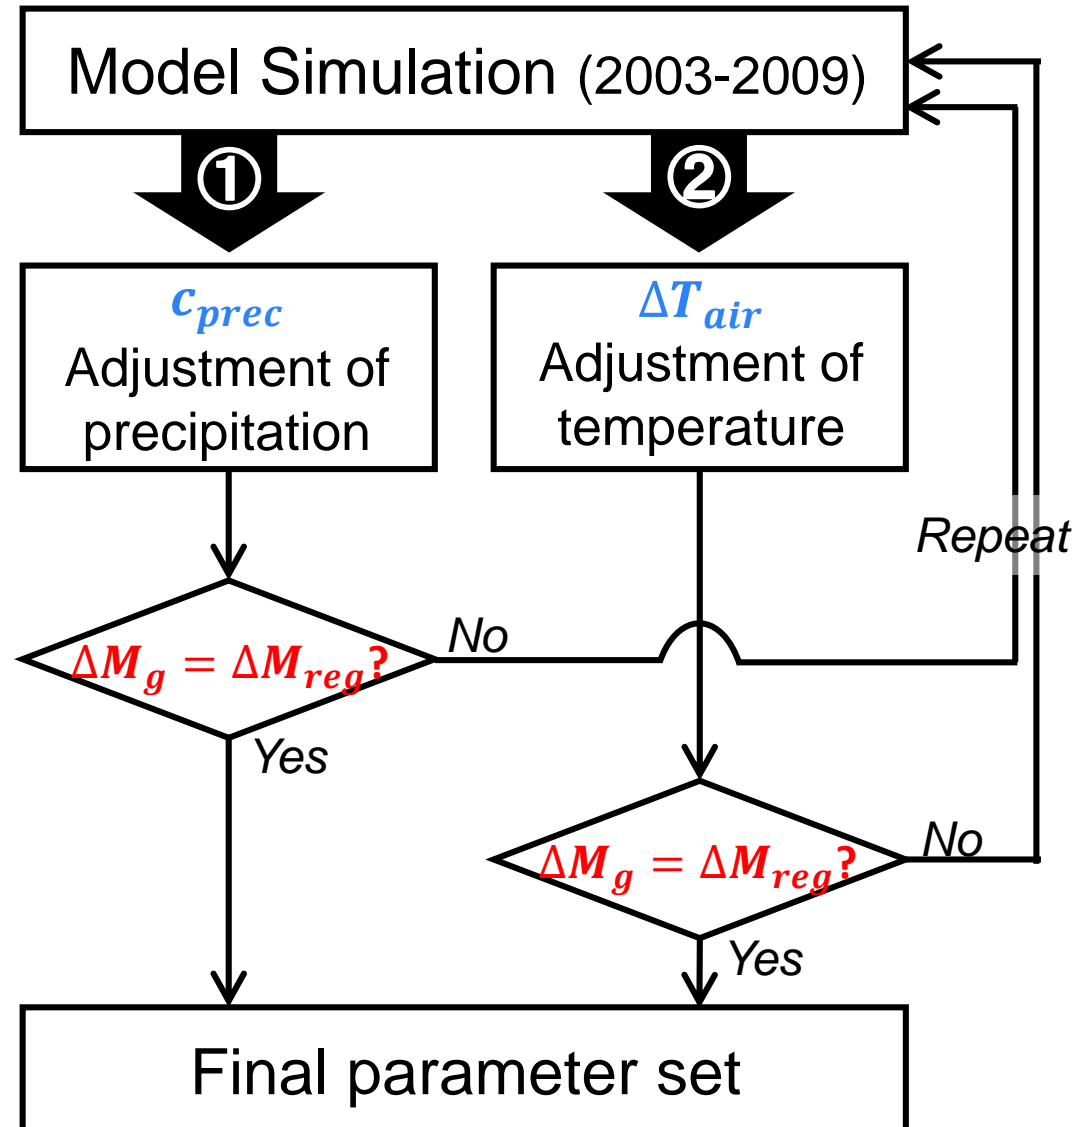 Model Simulation (2003-2009)
① ②
c_prec
Adjustment of
precipitation
ΔT_air
Adjustment of
temperature
Repeat
No
ΔM_g = ΔM_reg?
Yes
No
ΔM_g = ΔM_reg?
Yes
Final parameter set